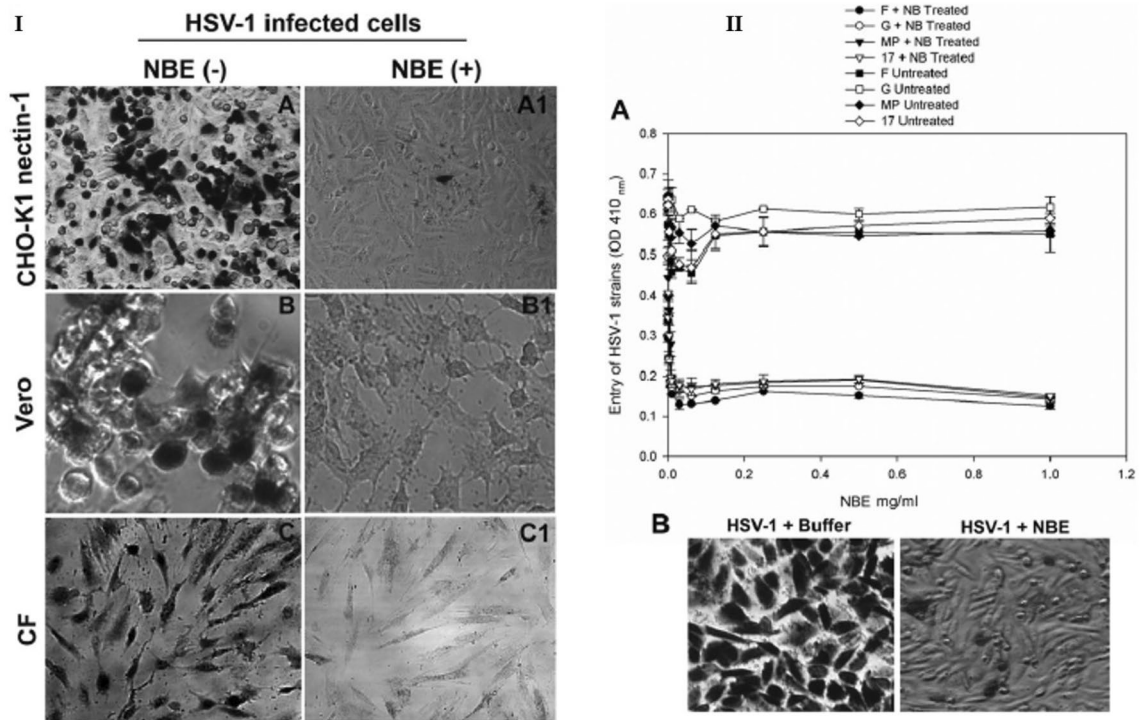 I
HSV-1 infected cells
NBE (-)
NBE (+)
CHO-K1 nectin-1
A
A1
Vero
B
B1
CF
C
C1
II
F + NB Treated
G + NB Treated
MP + NB Treated
17 + NB Treated
F Untreated
G Untreated
MP Untreated
17 Untreated
A
Entry of HSV-1 strains (OD 410 nm)
0.8
0.7
0.6
0.5
0.4
0.3
0.2
0.1
0.0
0.0 0.2 0.4 0.6 0.8 1.0 1.2
NBE mg/ml
B
HSV-1 + Buffer
HSV-1 + NBE